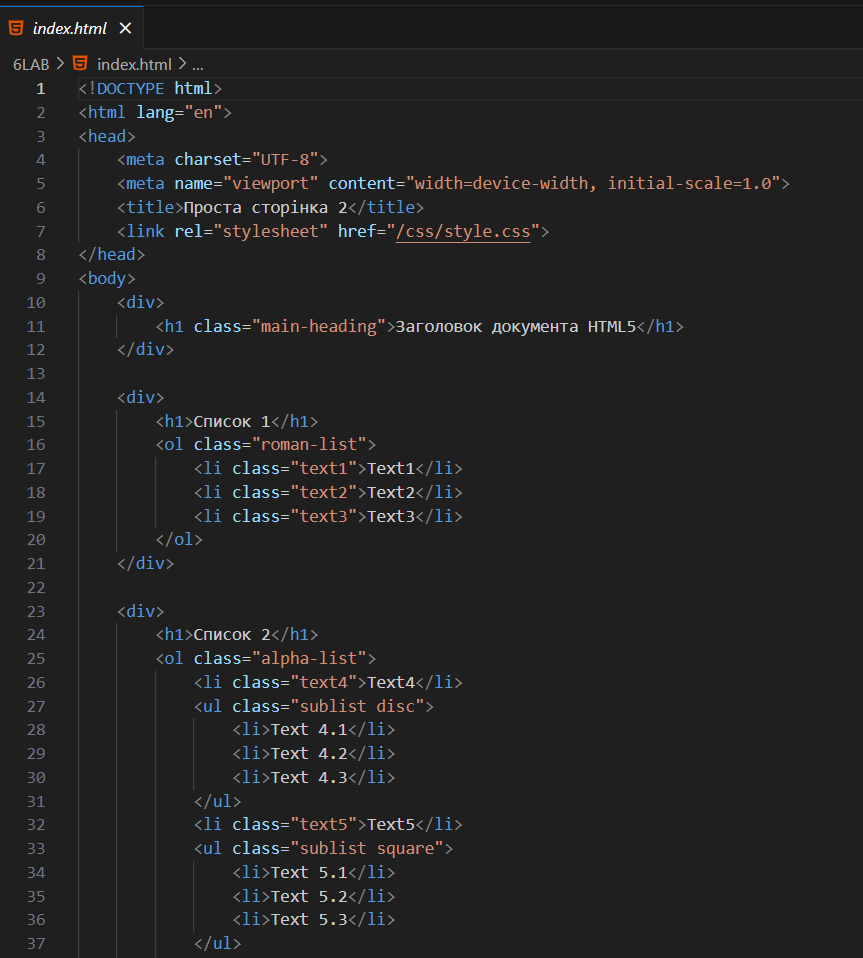 index.html ×
6LAB > index.html > ...
1 <!DOCTYPE html>
2 <html lang="en">
3 <head>
4     <meta charset="UTF-8">
5     <meta name="viewport" content="width=device-width, initial-scale=1.0">
6     <title>Проста сторінка 2</title>
7     <link rel="stylesheet" href="/css/style.css">
8 </head>
9 <body>
10     <div>
11         <h1 class="main-heading">Заголовок документа HTML5</h1>
12     </div>
13
14     <div>
15         <h1>Список 1</h1>
16         <ol class="roman-list">
17             <li class="text1">Text1</li>
18             <li class="text2">Text2</li>
19             <li class="text3">Text3</li>
20         </ol>
21     </div>
22
23     <div>
24         <h1>Список 2</h1>
25         <ol class="alpha-list">
26             <li class="text4">Text4</li>
27             <ul class="sublist disc">
28                 <li>Text 4.1</li>
29                 <li>Text 4.2</li>
30                 <li>Text 4.3</li>
31             </ul>
32             <li class="text5">Text5</li>
33             <ul class="sublist square">
34                 <li>Text 5.1</li>
35                 <li>Text 5.2</li>
36                 <li>Text 5.3</li>
37             </ul>